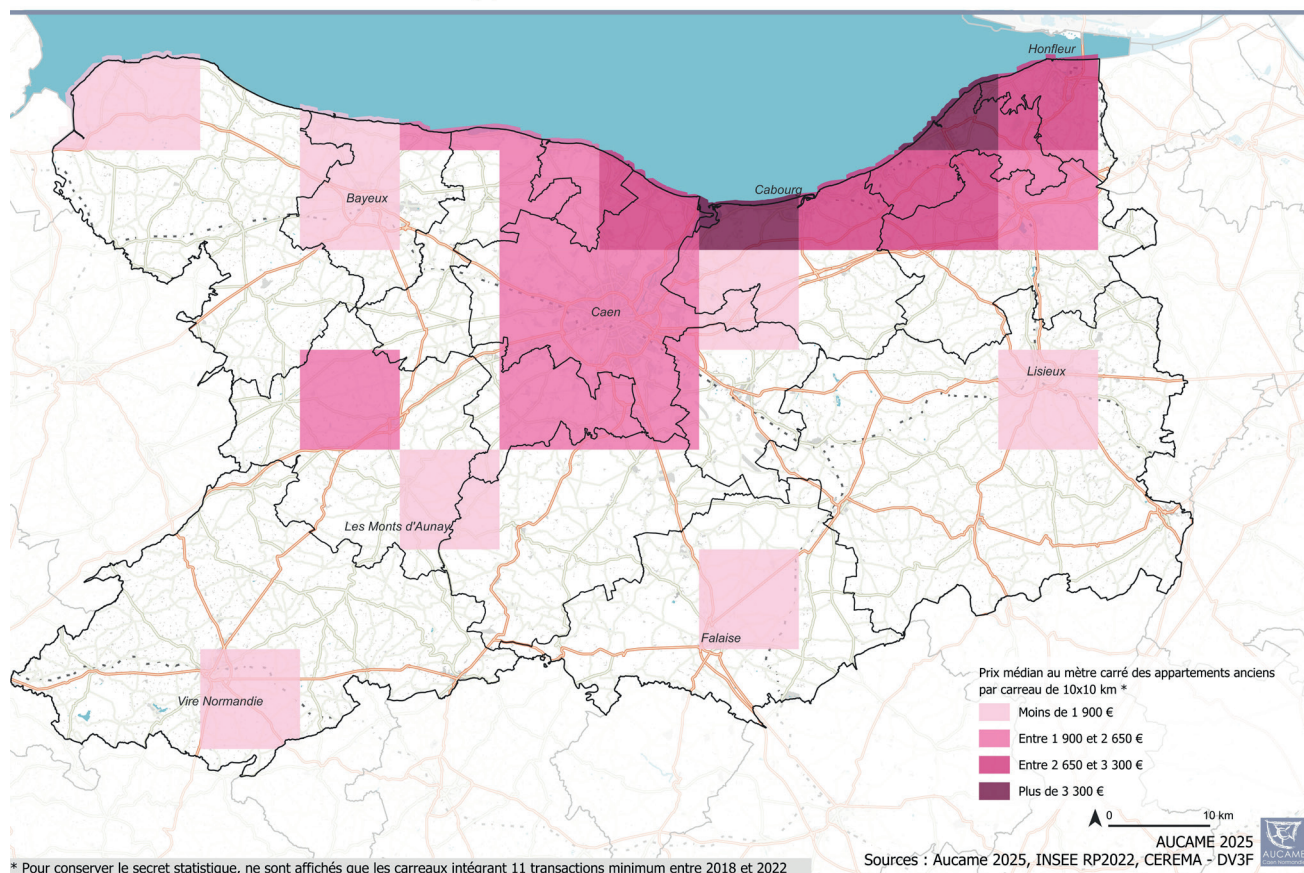 Honfleur
Cabourg
Bayeux
Caen
Lisieux
Les Monts d'Aunay
Falaise
Vire Normandie
Prix médian au mètre carré des appartements anciens
par carreau de 10x10 km *
Moins de 1 900 €
Entre 1 900 et 2 650 €
Entre 2 650 et 3 300 €
Plus de 3 300 €
0 10 km
AUCAME 2025
Sources : Aucame 2025, INSEE RP2022, CEREMA - DV3F
AUCAME
Caen Normandie
* Pour conserver le secret statistique, ne sont affichés que les carreaux intégrant 11 transactions minimum entre 2018 et 2022